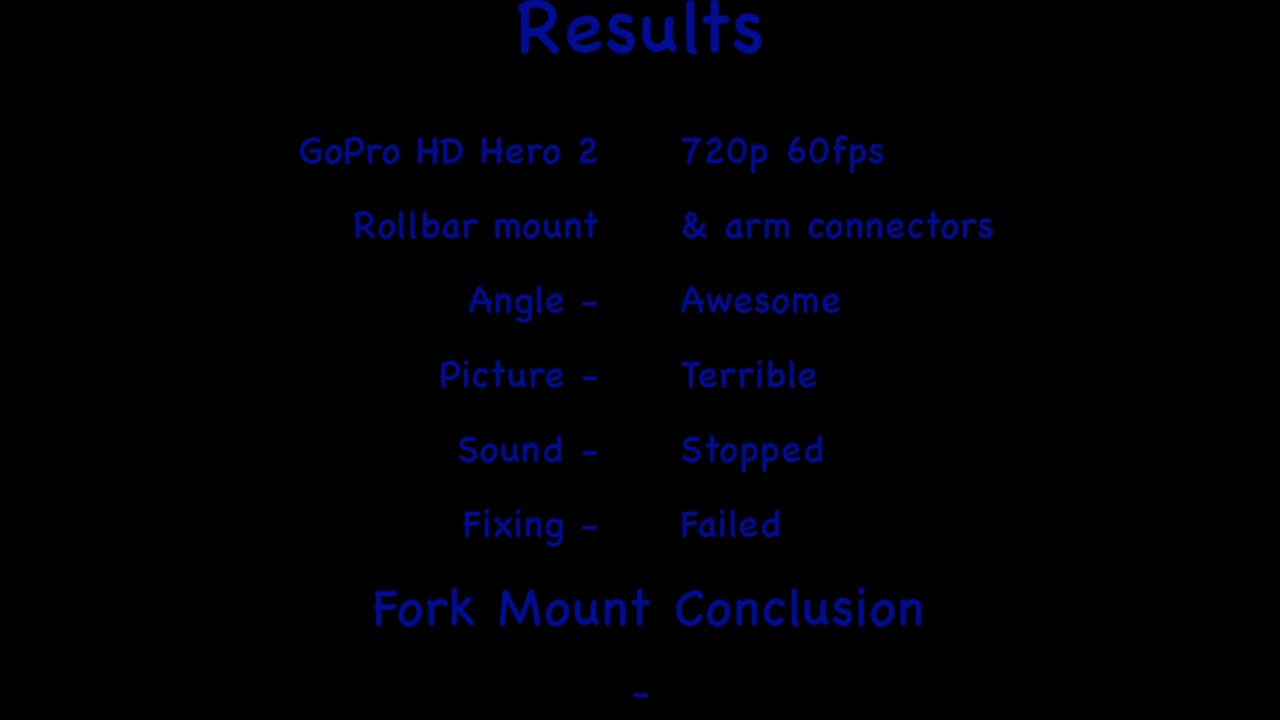 Results
GoPro HD Hero 2 720p 60fps
Rollbar mount & arm connectors
Angle - Awesome
Picture - Terrible
Sound - Stopped
Fixing - Failed
Fork Mount Conclusion
-